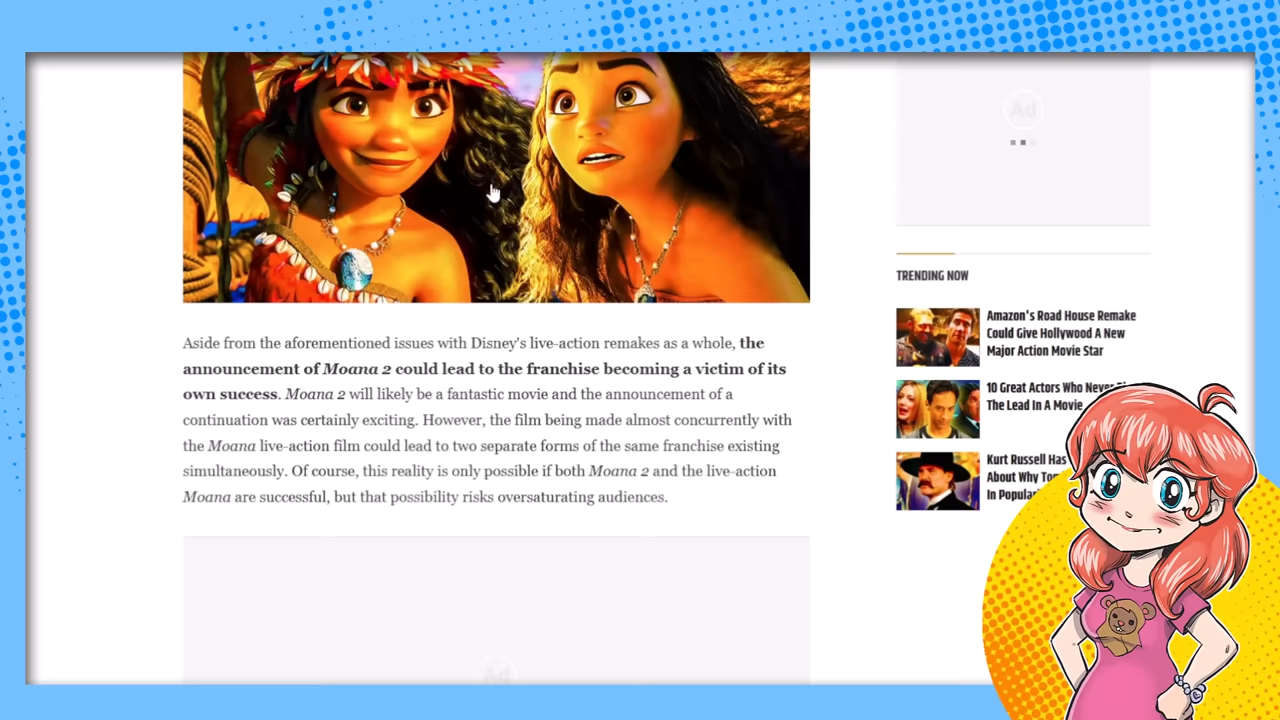 Ad
TRENDING NOW
Amazon's Road House Remake
Could Give Hollywood A New
Major Action Movie Star
10 Great Actors Who Never
The Lead In A Movie
Kurt Russell Has
About Why
In
Aside from the aforementioned issues with Disney's live-action remakes as a whole, the
announcement of Moana 2 could lead to the franchise becoming a victim of its
own success. Moana 2 will likely be a fantastic movie and the announcement of a
continuation was certainly exciting. However, the film being made almost concurrently with
the Moana live-action film could lead to two separate forms of the same franchise existing
simultaneously. Of course, this reality is only possible if both Moana 2 and the live-action
Moana are successful, but that possibility risks oversaturating audiences.
Ad